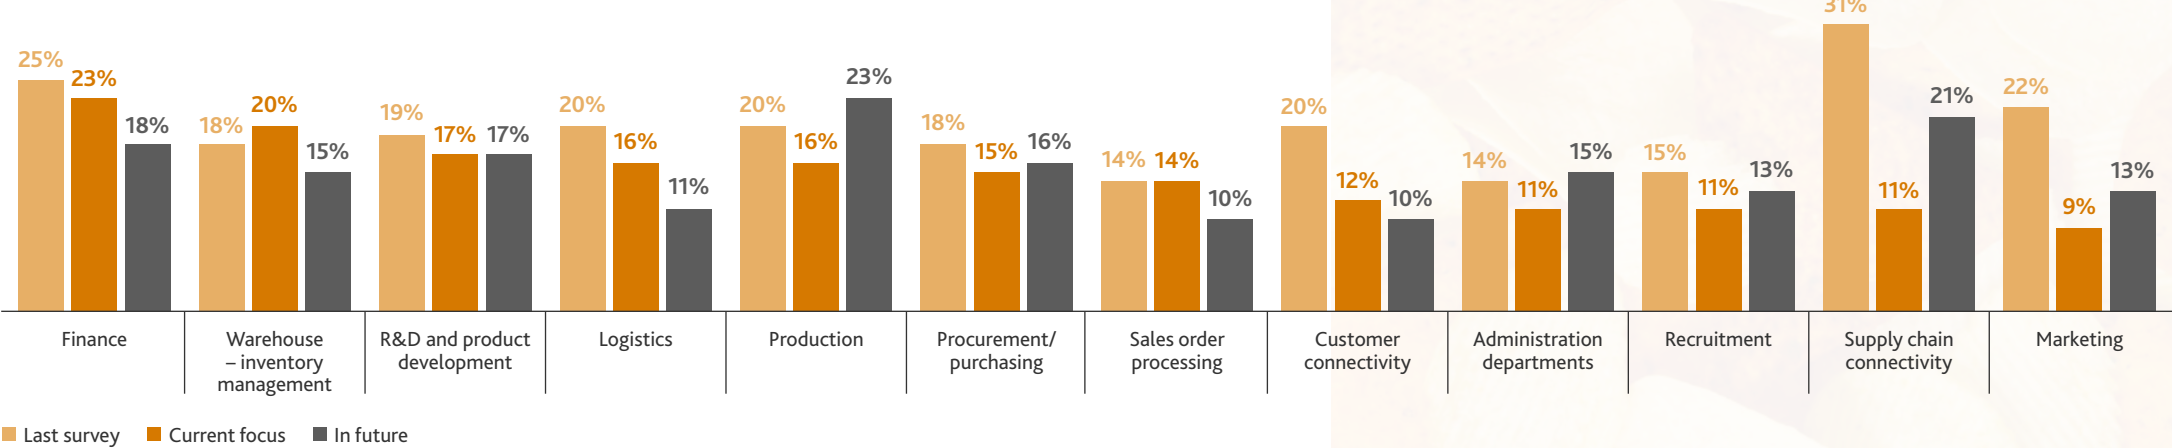 25% 23% 18%
18% 20% 15%
19% 17% 17%
20% 16% 11%
20% 16% 23%
18% 15% 16%
14% 14% 10%
20% 12% 10%
14% 11% 15%
15% 11% 13%
31% 11% 21%
22% 9% 13%
Finance
Warehouse
– inventory
management
R&D and product
development
Logistics
Production
Procurement/
purchasing
Sales order
processing
Customer
connectivity
Administration
departments
Recruitment
Supply chain
connectivity
Marketing
Last survey Current focus In future